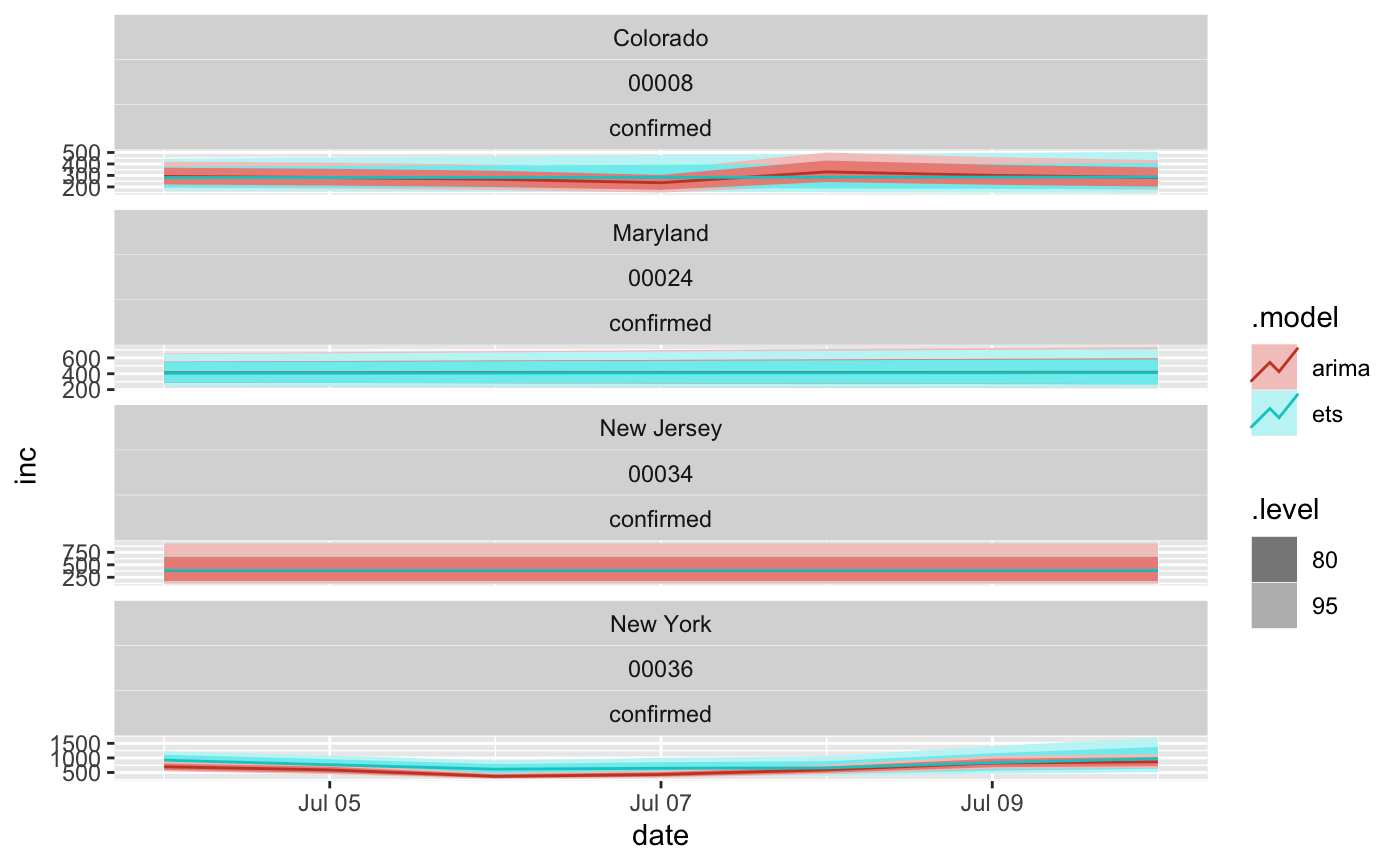 Colorado
00008
confirmed
500
400
300
200
Maryland
00024
confirmed
600
400
200
New Jersey
00034
confirmed
750
500
250
New York
00036
confirmed
1500
1000
500
Jul 05
Jul 07
Jul 09
date
inc
.model
arima
ets
.level
80
95